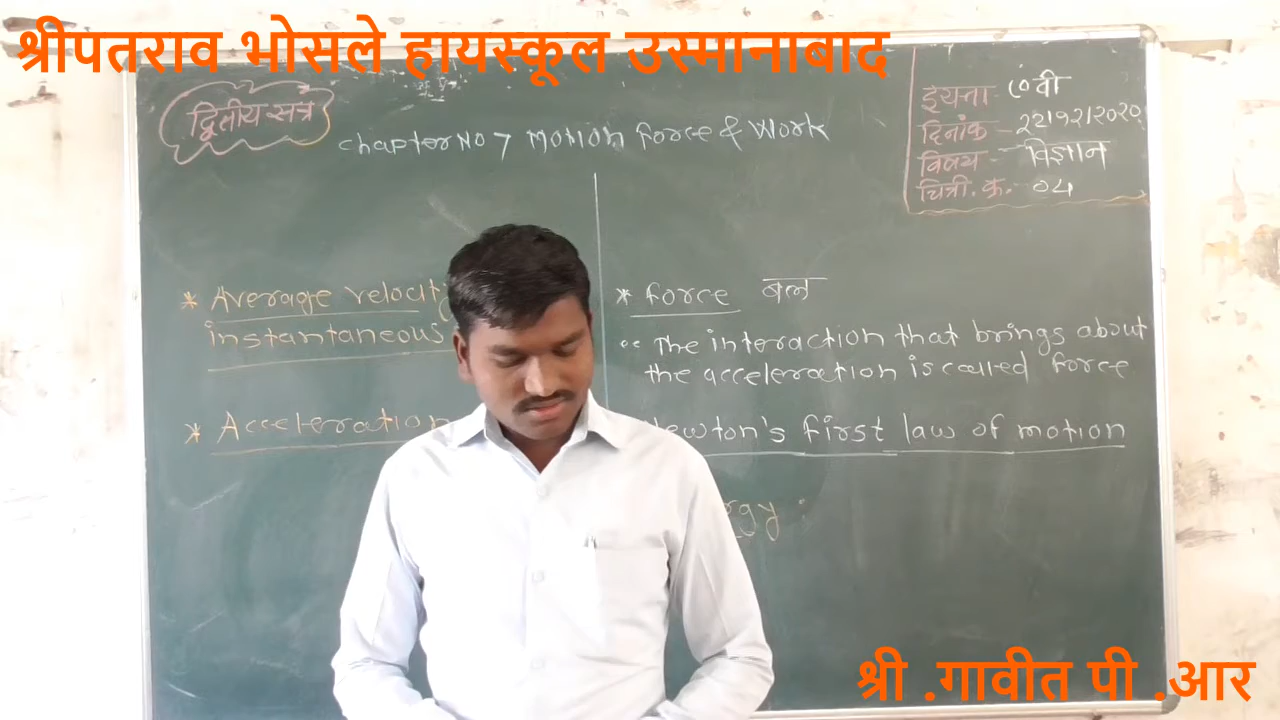 श्रीपतराव भोसले हायस्कूल उस्मानाबाद
द्वितीय सत्र
chapter NO 7 Motion Force & Work
इयत्ता ७ वी
दिनांक - २२/१२/२०२०
विषय - विज्ञान
चित्री. क्र. - ०५
* Average velocity
instantaneous
* Acceleration
* Force बल
" The interaction that brings about
the acceleration is called Force
Newton's first law of motion
श्री .गावीत पी .आर